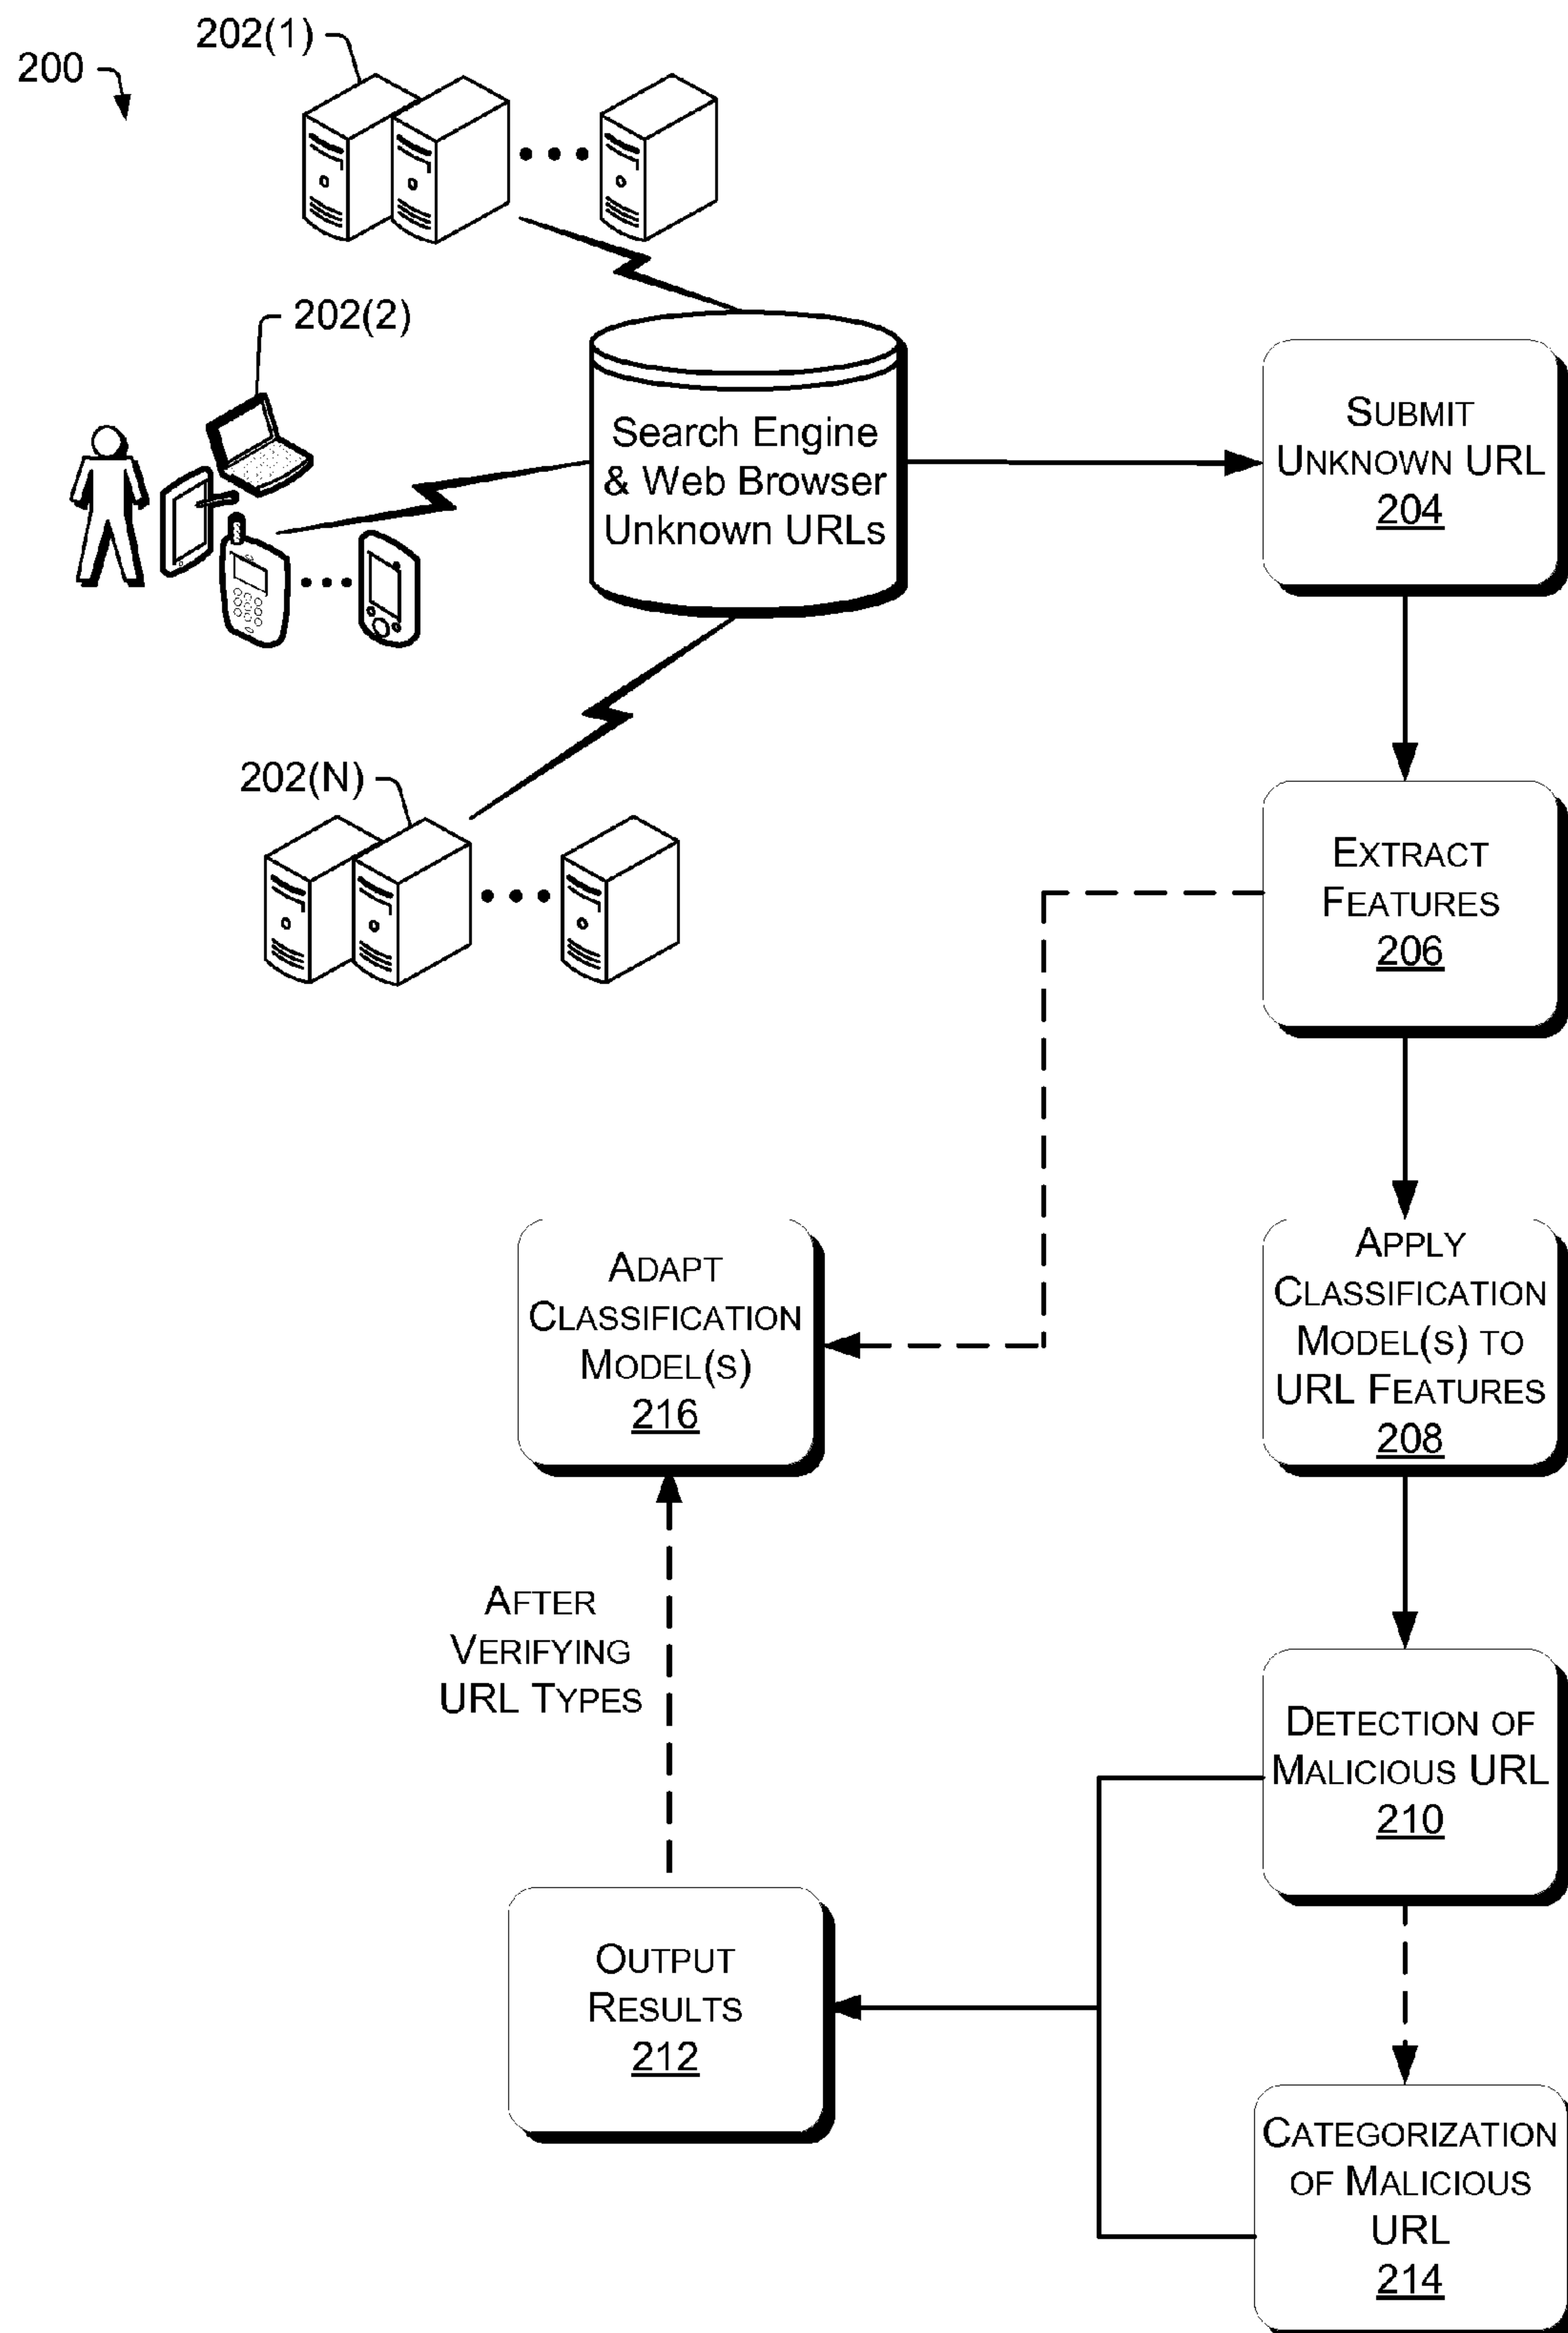 202(1)
200
202(2)
Search Engine
& Web Browser
Unknown URLs
SUBMIT
UNKNOWN URL
204
202(N)
EXTRACT
FEATURES
206
ADAPT
CLASSIFICATION
MODEL(S)
216
APPLY
CLASSIFICATION
MODEL(S) TO
URL FEATURES
208
AFTER
VERIFYING
URL TYPES
DETECTION OF
MALICIOUS URL
210
OUTPUT
RESULTS
212
CATEGORIZATION
OF MALICIOUS
URL
214